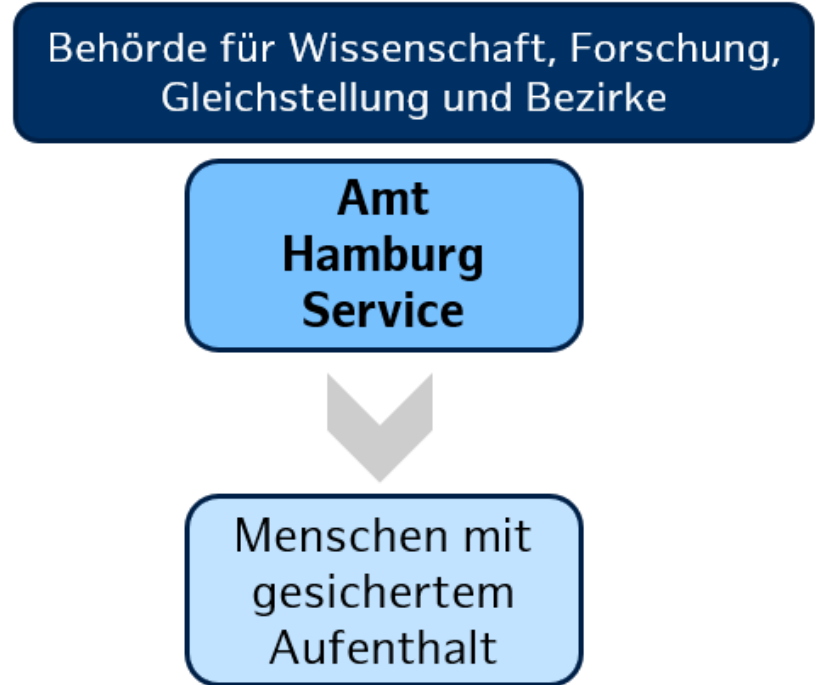 Behörde für Wissenschaft, Forschung,
Gleichstellung und Bezirke
Amt
Hamburg
Service
Menschen mit
gesichertem
Aufenthalt